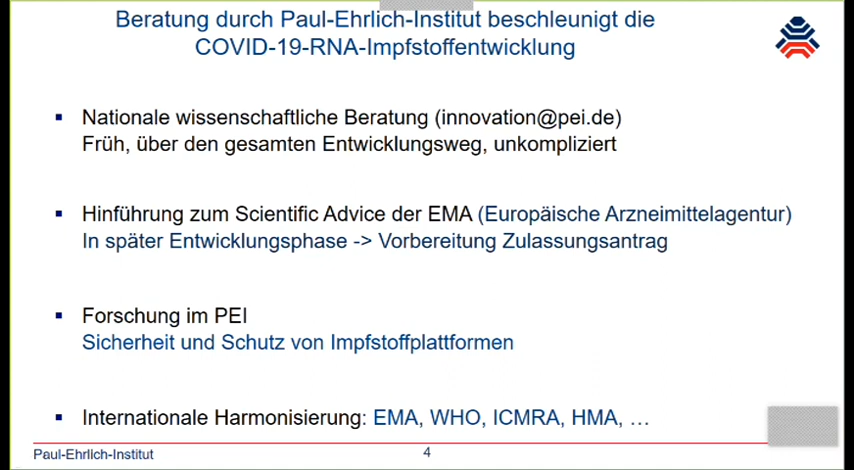 Beratung durch Paul-Ehrlich-Institut beschleunigt die
COVID-19-RNA-Impfstoffentwicklung
Nationale wissenschaftliche Beratung (innovation@pei.de)
Früh, über den gesamten Entwicklungsweg, unkompliziert
Hinführung zum Scientific Advice der EMA (Europäische Arzneimittelagentur)
In später Entwicklungsphase -> Vorbereitung Zulassungsantrag
Forschung im PEI
Sicherheit und Schutz von Impfstoffplattformen
Internationale Harmonisierung: EMA, WHO, ICMRA, HMA, …
Paul-Ehrlich-Institut
4